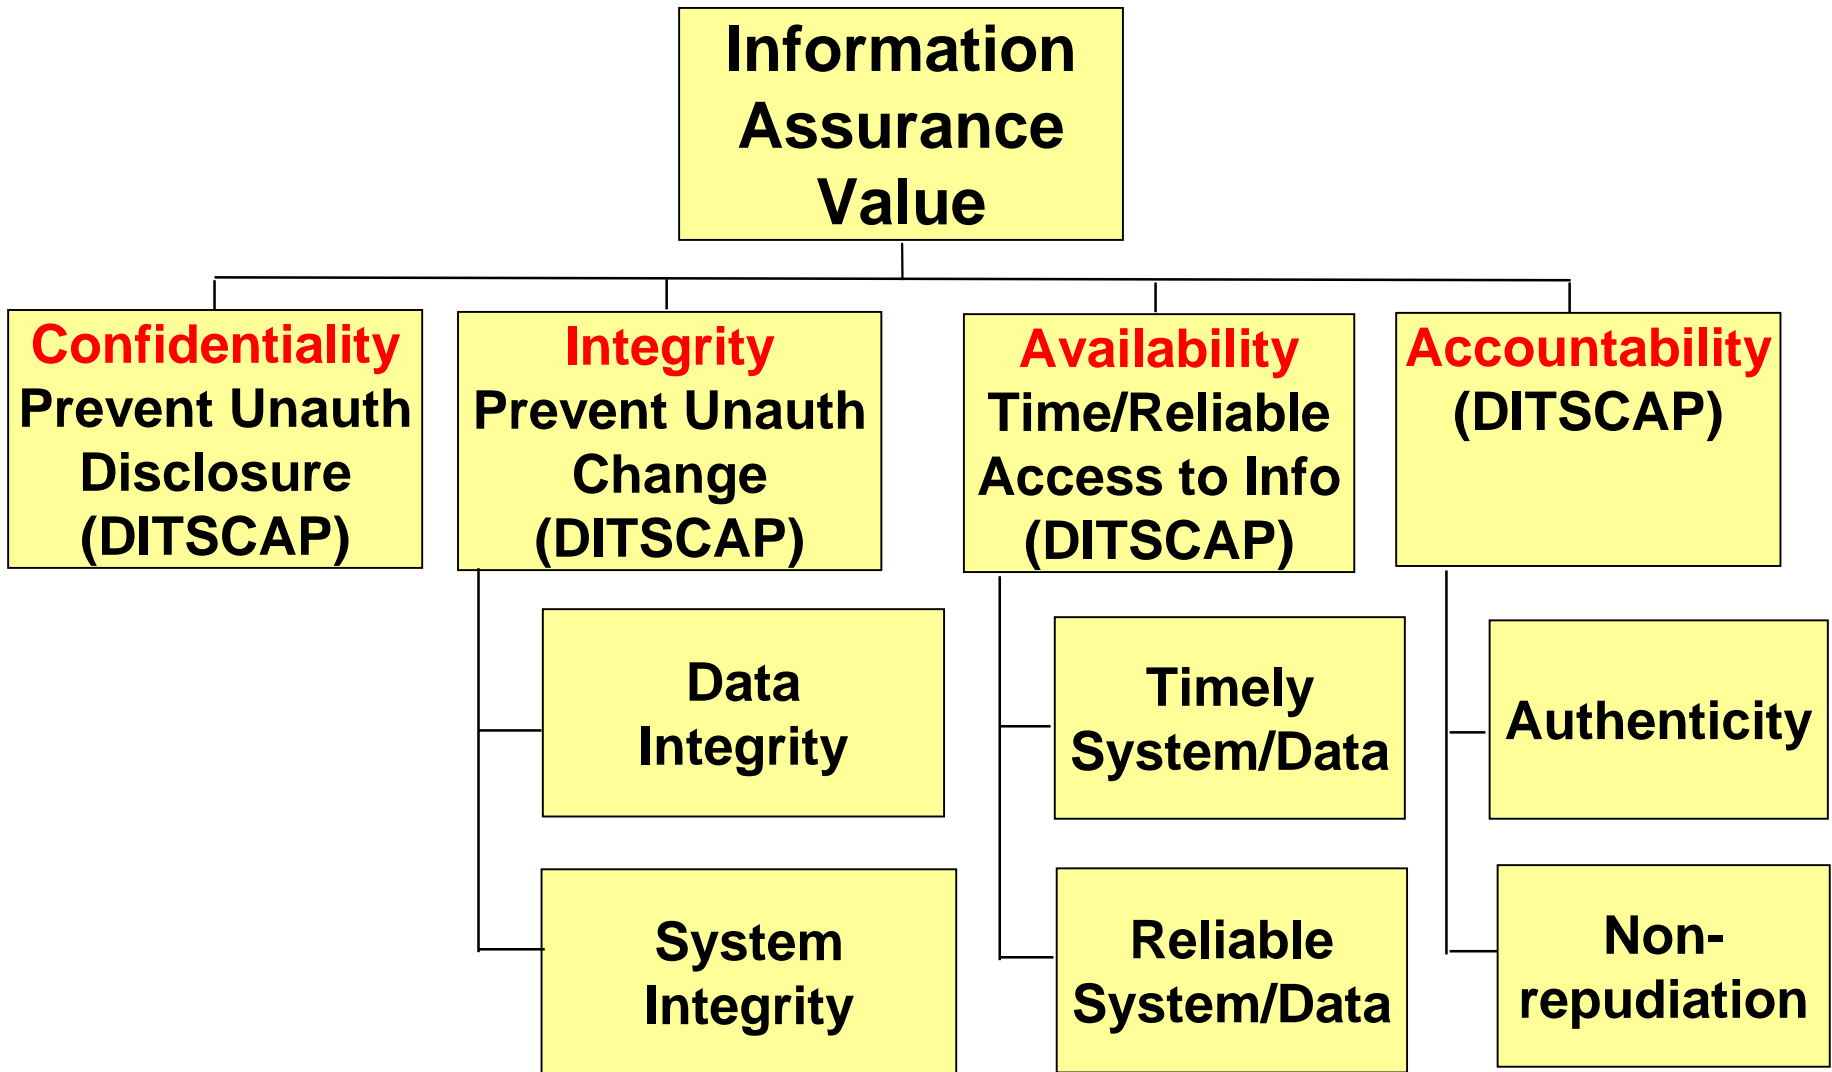 Information
Assurance
Value
Confidentiality
Prevent Unauth
Disclosure
(DITSCAP)
Integrity
Prevent Unauth
Change
(DITSCAP)
Availability
Time/Reliable
Access to Info
(DITSCAP)
Accountability
(DITSCAP)
Data
Integrity
System
Integrity
Timely
System/Data
Reliable
System/Data
Authenticity
Non-
repudiation